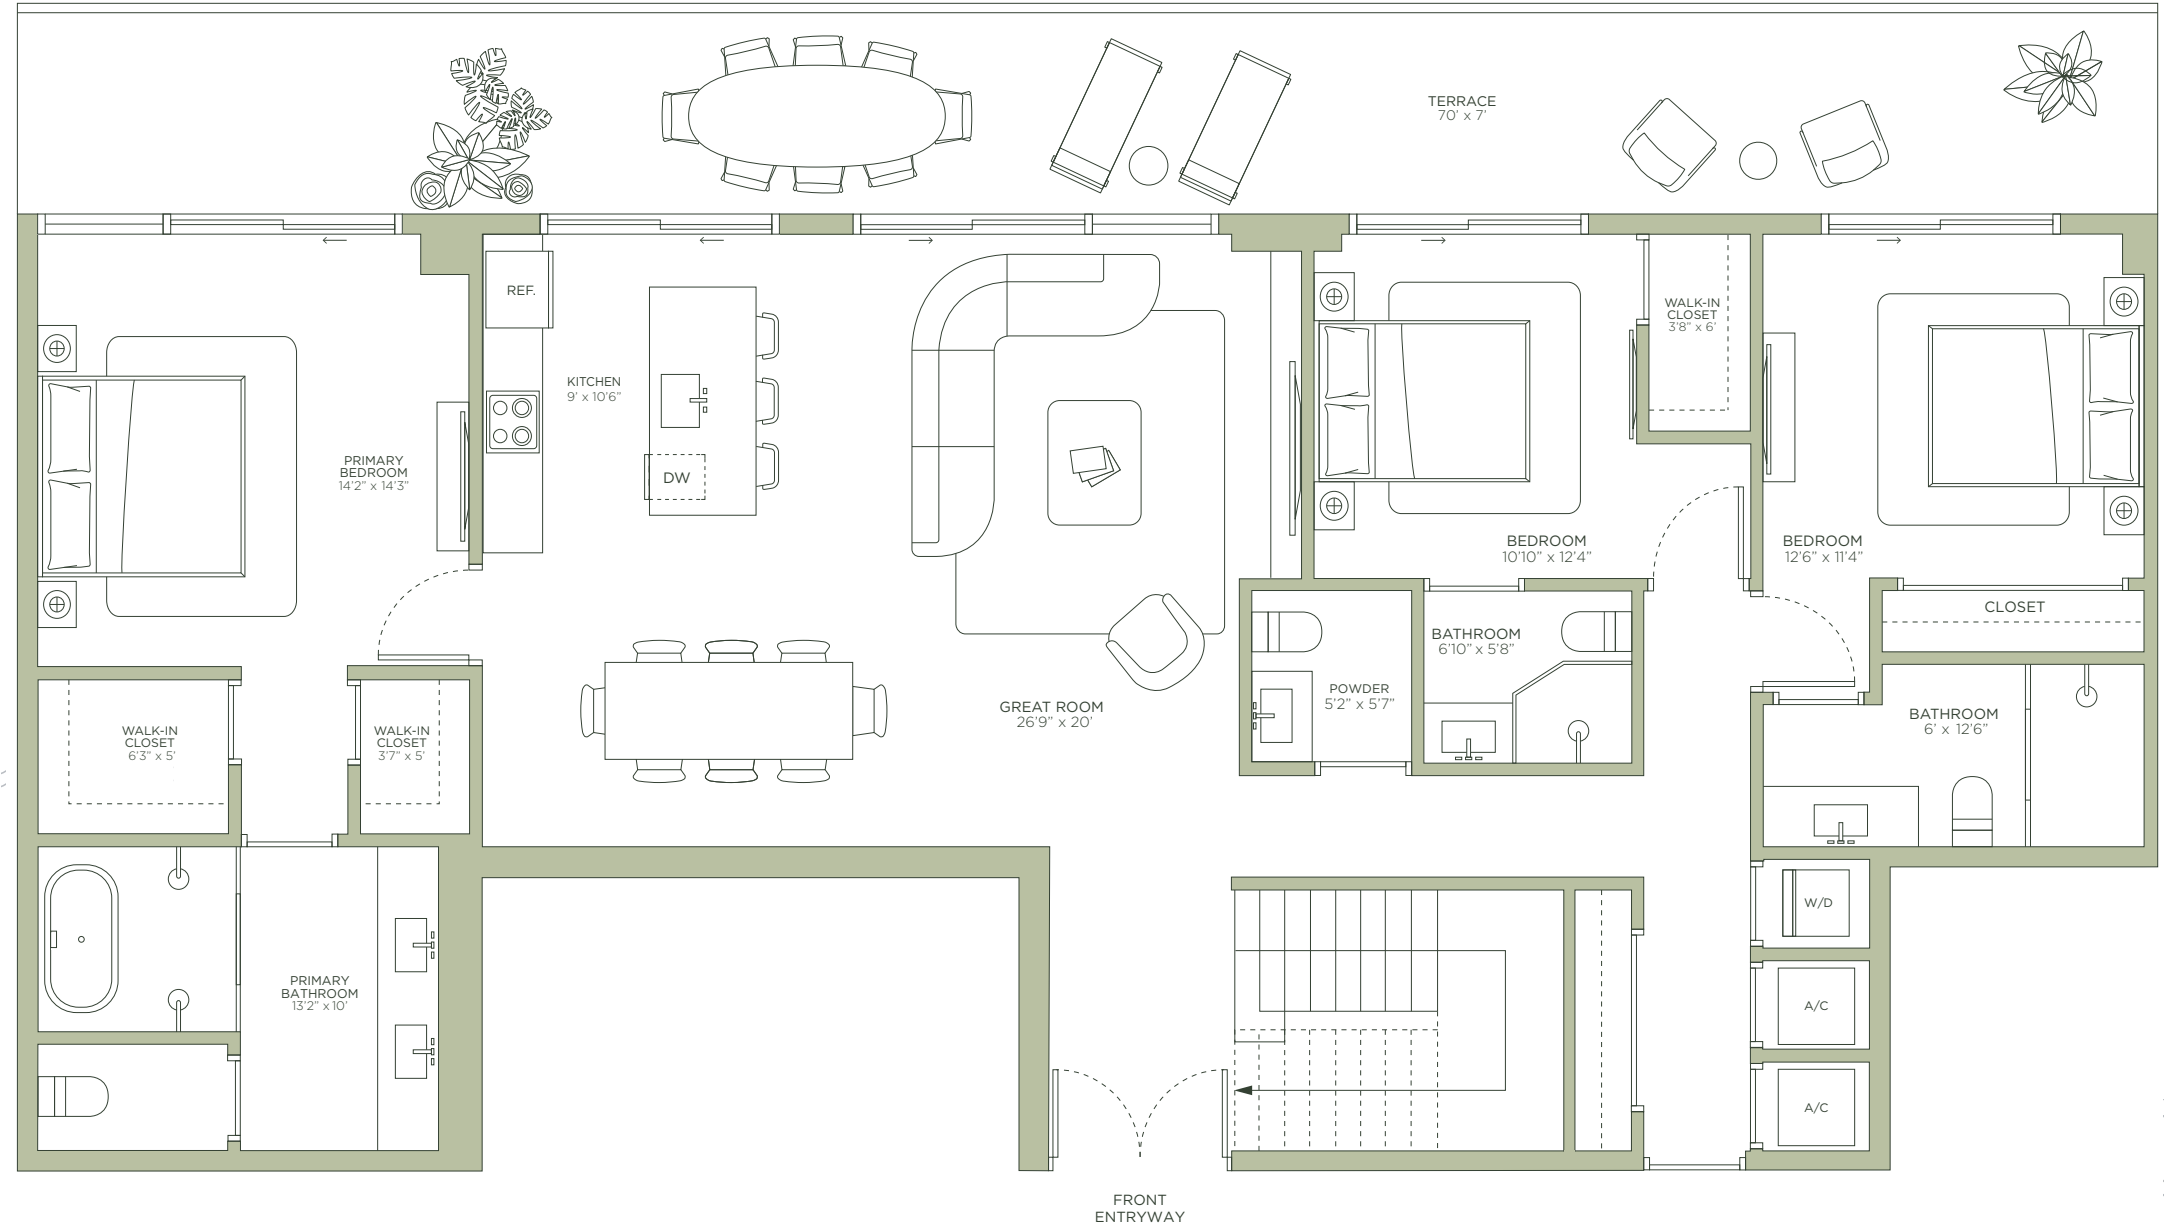 TERRACE
70' x 7'
REF.
WALK-IN
CLOSET
3'8" x 6'
KITCHEN
9' x 10'6"
PRIMARY
BEDROOM
14'2" x 14'3"
DW
BEDROOM
10'10" x 12'4"
BEDROOM
12'6" x 11'4"
CLOSET
BATHROOM
6'10" x 5'8"
POWDER
5'2" x 5'7"
GREAT ROOM
26'9" x 20'
BATHROOM
6' x 12'6"
WALK-IN
CLOSET
6'3" x 5'
WALK-IN
CLOSET
3'7" x 5'
W/D
PRIMARY
BATHROOM
13'2" x 10'
A/C
A/C
FRONT
ENTRYWAY